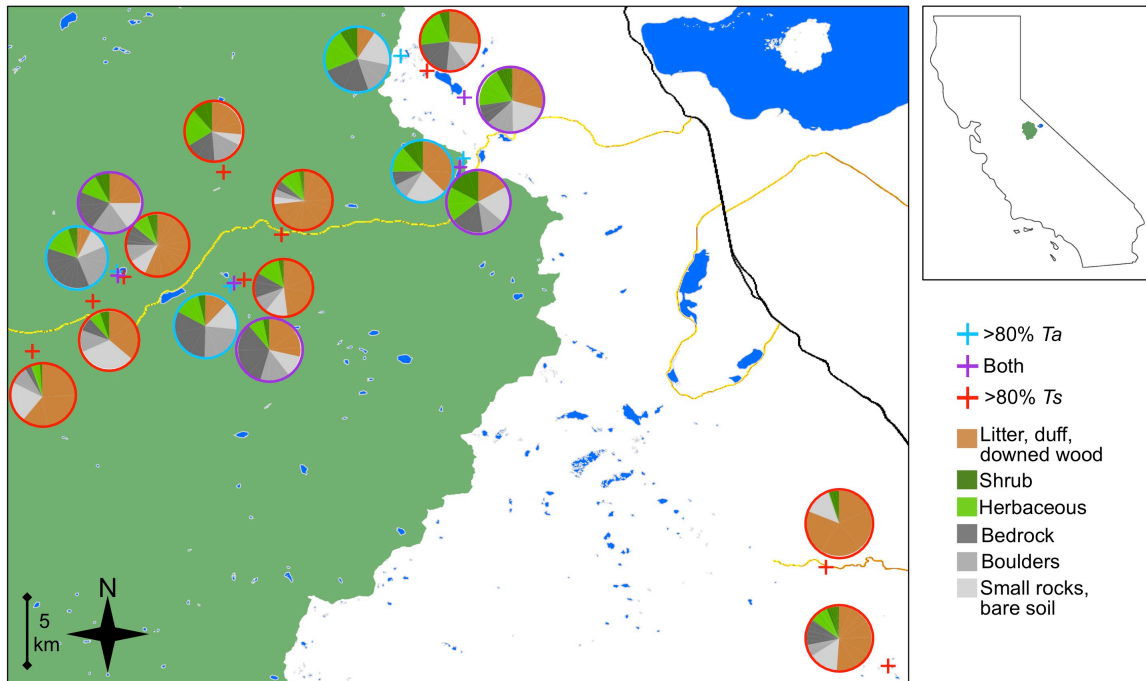 >80% Ta
Both
>80% Ts
Litter, duff,
downed wood
Shrub
Herbaceous
Bedrock
Boulders
Small rocks,
bare soil
N
5
km